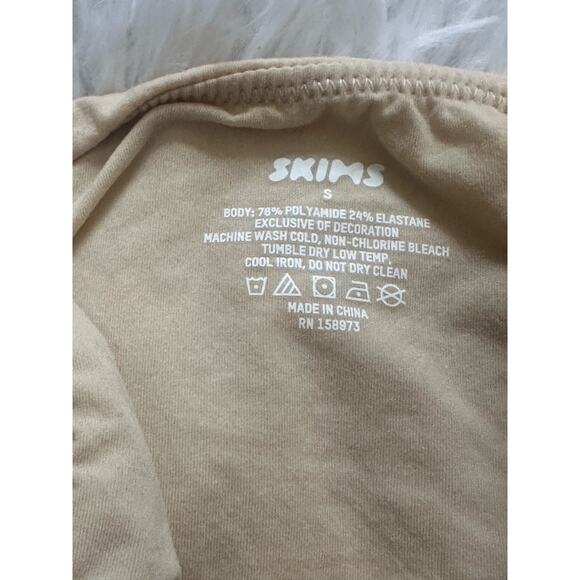 SKIMS
S
BODY: 76% POLYAMIDE 24% ELASTANE
EXCLUSIVE OF DECORATION
MACHINE WASH COLD, NON-CHLORINE BLEACH
TUMBLE DRY LOW TEMP.
COOL IRON, DO NOT DRY CLEAN
MADE IN CHINA
RN 158973